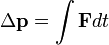 Δp = ∫ F dt